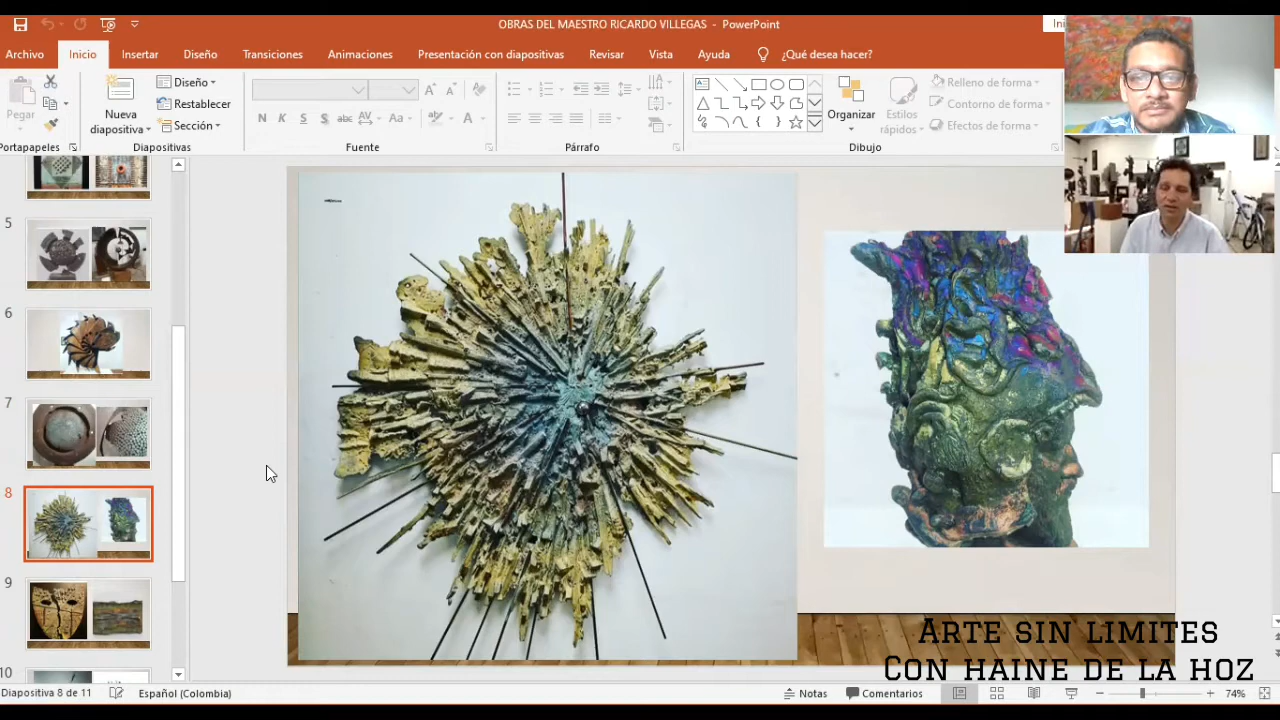 OBRAS DEL MAESTRO RICARDO VILLEGAS - PowerPoint
Archivo Inicio Insertar Diseño Transiciones Animaciones Presentación con diapositivas Revisar Vista Ayuda ¿Qué desea hacer?
Pegar
Nueva diapositiva
Diseño
Restablecer
Sección
N K S S abc AV Aa A
Organizar
Estilos rápidos
Relleno de forma
Contorno de forma
Efectos de forma
Portapapeles Diapositivas Fuente Párrafo Dibujo
5
6
7
8
9
10
ARTE SIN LIMITES
CON HAINE DE LA HOZ
Diapositiva 8 de 11 Español (Colombia) Notas Comentarios 74%